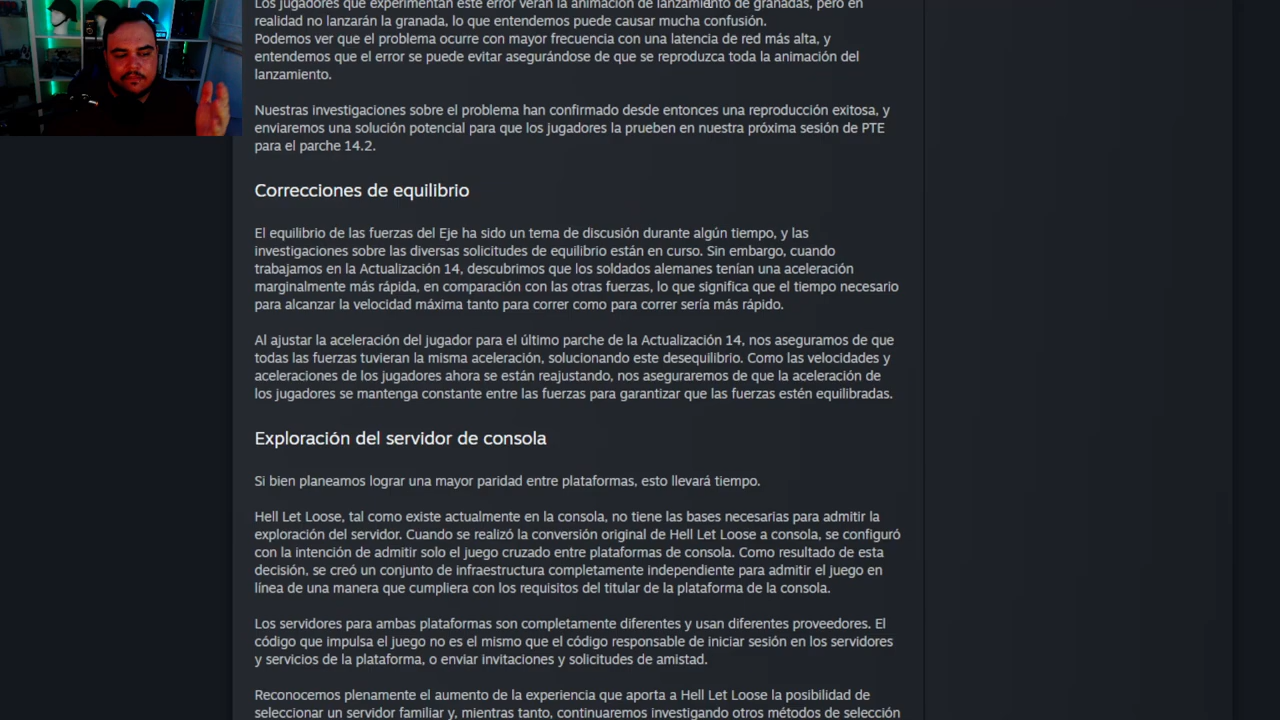 Los jugadores que experimentan este error verán la animación de lanzamiento de granadas, pero en
realidad no lanzarán la granada, lo que entendemos puede causar mucha confusión.
Podemos ver que el problema ocurre con mayor frecuencia con una latencia de red más alta, y
entendemos que el error se puede evitar asegurándose de que se reproduzca toda la animación del
lanzamiento.
Nuestras investigaciones sobre el problema han confirmado desde entonces una reproducción exitosa, y
enviaremos una solución potencial para que los jugadores la prueben en nuestra próxima sesión de PTE
para el parche 14.2.
Correcciones de equilibrio
El equilibrio de las fuerzas del Eje ha sido un tema de discusión durante algún tiempo, y las
investigaciones sobre las diversas solicitudes de equilibrio están en curso. Sin embargo, cuando
trabajamos en la Actualización 14, descubrimos que los soldados alemanes tenían una aceleración
marginalmente más rápida, en comparación con las otras fuerzas, lo que significa que el tiempo necesario
para alcanzar la velocidad máxima tanto para correr como para correr sería más rápido.
Al ajustar la aceleración del jugador para el último parche de la Actualización 14, nos aseguramos de que
todas las fuerzas tuvieran la misma aceleración, solucionando este desequilibrio. Como las velocidades y
aceleraciones de los jugadores ahora se están reajustando, nos aseguraremos de que la aceleración de
los jugadores se mantenga constante entre las fuerzas para garantizar que las fuerzas estén equilibradas.
Exploración del servidor de consola
Si bien planeamos lograr una mayor paridad entre plataformas, esto llevará tiempo.
Hell Let Loose, tal como existe actualmente en la consola, no tiene las bases necesarias para admitir la
exploración del servidor. Cuando se realizó la conversión original de Hell Let Loose a consola, se configuró
con la intención de admitir solo el juego cruzado entre plataformas de consola. Como resultado de esta
decisión, se creó un conjunto de infraestructura completamente independiente para admitir el juego en
línea de una manera que cumpliera con los requisitos del titular de la plataforma de la consola.
Los servidores para ambas plataformas son completamente diferentes y usan diferentes proveedores. El
código que impulsa el juego no es el mismo que el código responsable de iniciar sesión en los servidores
y servicios de la plataforma, o enviar invitaciones y solicitudes de amistad.
Reconocemos plenamente el aumento de la experiencia que aporta a Hell Let Loose la posibilidad de
seleccionar un servidor familiar y, mientras tanto, continuaremos investigando otros métodos de selección